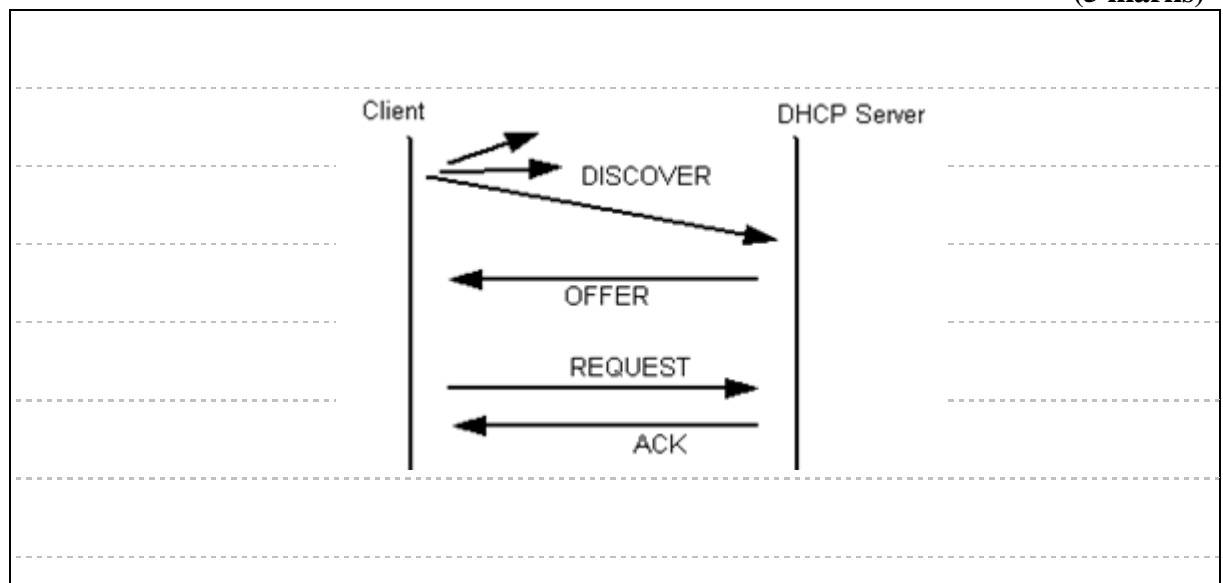 Client DHCP Server
DISCOVER
OFFER
REQUEST
ACK